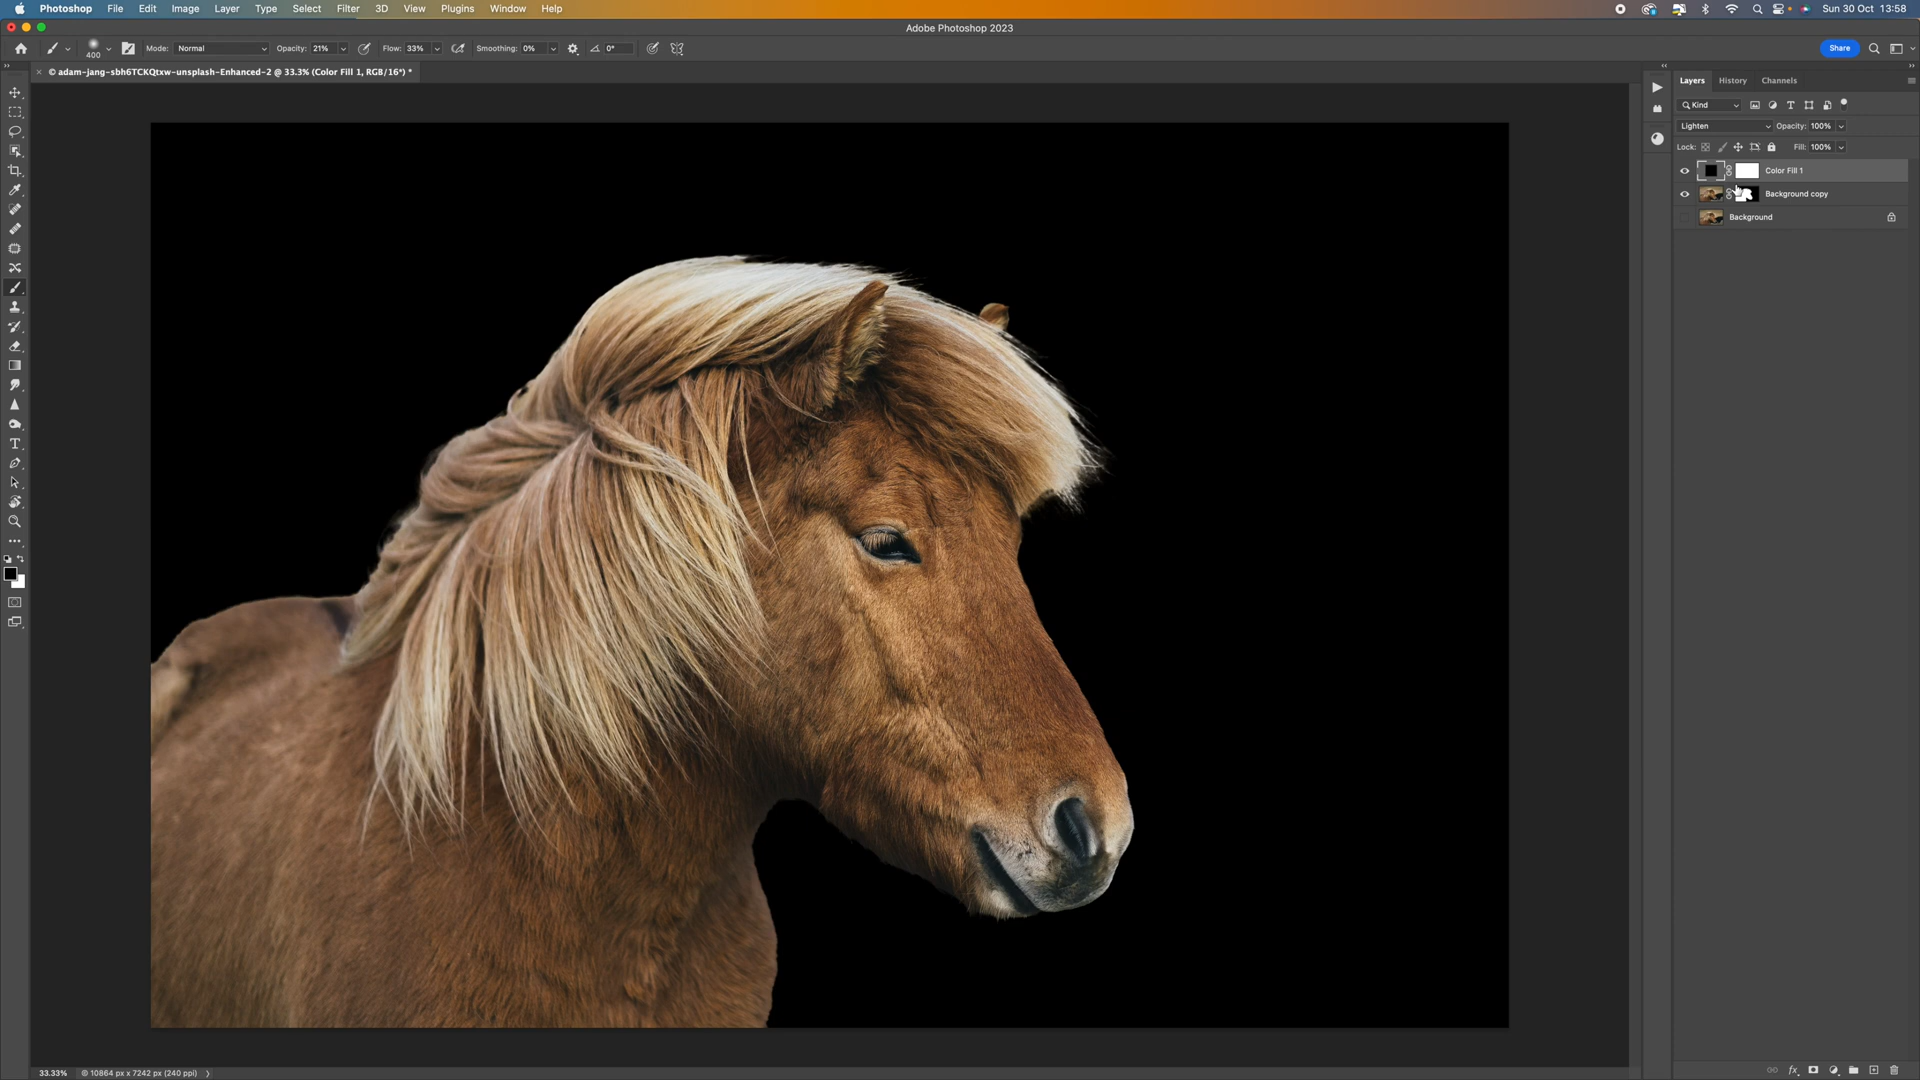 Photoshop File Edit Image Layer Type Select Filter 3D View Plugins Window Help Sun 30 Oct 13:58
Adobe Photoshop 2023
400 Mode: Normal Opacity: 21% Flow: 33% Smoothing: 0% 0° Share
× © adam-jang-sbh6TCKQtxw-unsplash-Enhanced-2 @ 33.3% (Color Fill 1, RGB/16*) *
Layers History Channels
Kind
Lighten Opacity: 100%
Lock: Fill: 100%
Color Fill 1
Background copy
Background
33.33% © 10864 px x 7242 px (240 ppi)